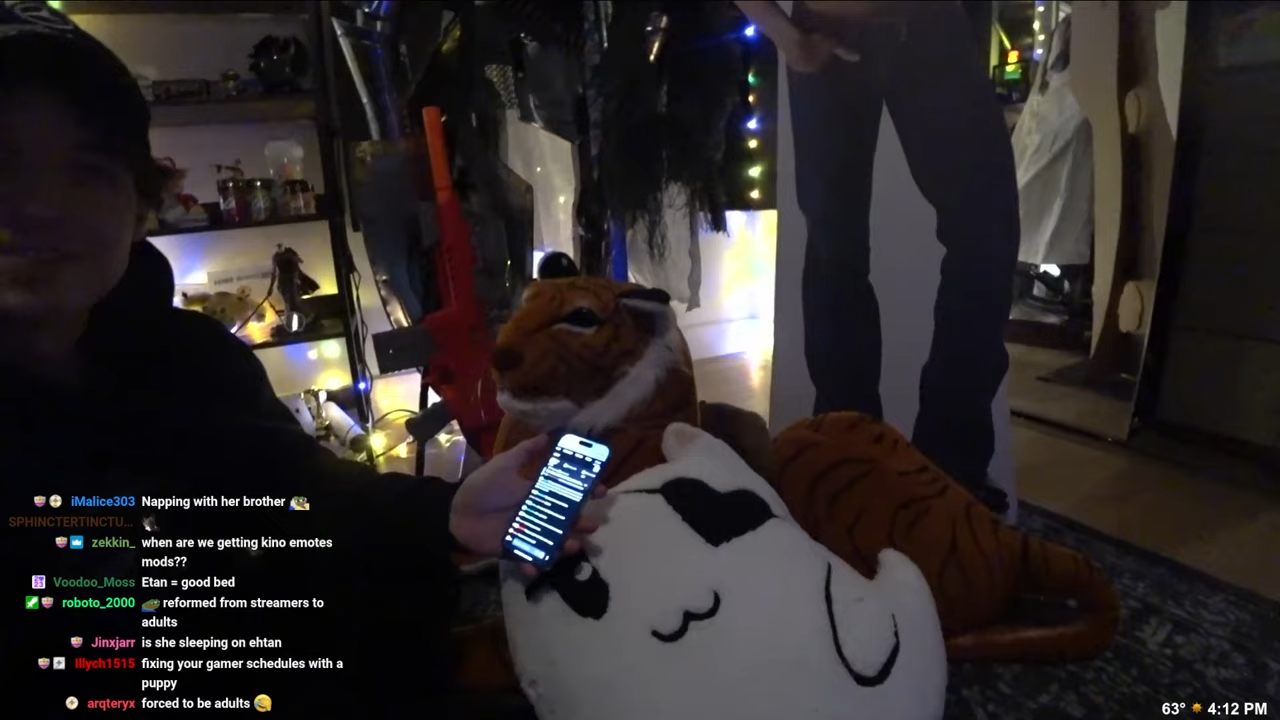 iMalice303 Napping with her brother
SPHINCTERTINCTU...
zekkin_ when are we getting kino emotes
mods??
Voodoo_Moss Etan = good bed
roboto_2000 reformed from streamers to
adults
Jinxjarr is she sleeping on ehtan
Illych1515 fixing your gamer schedules with a
puppy
arqteryx forced to be adults
63° 4:12 PM